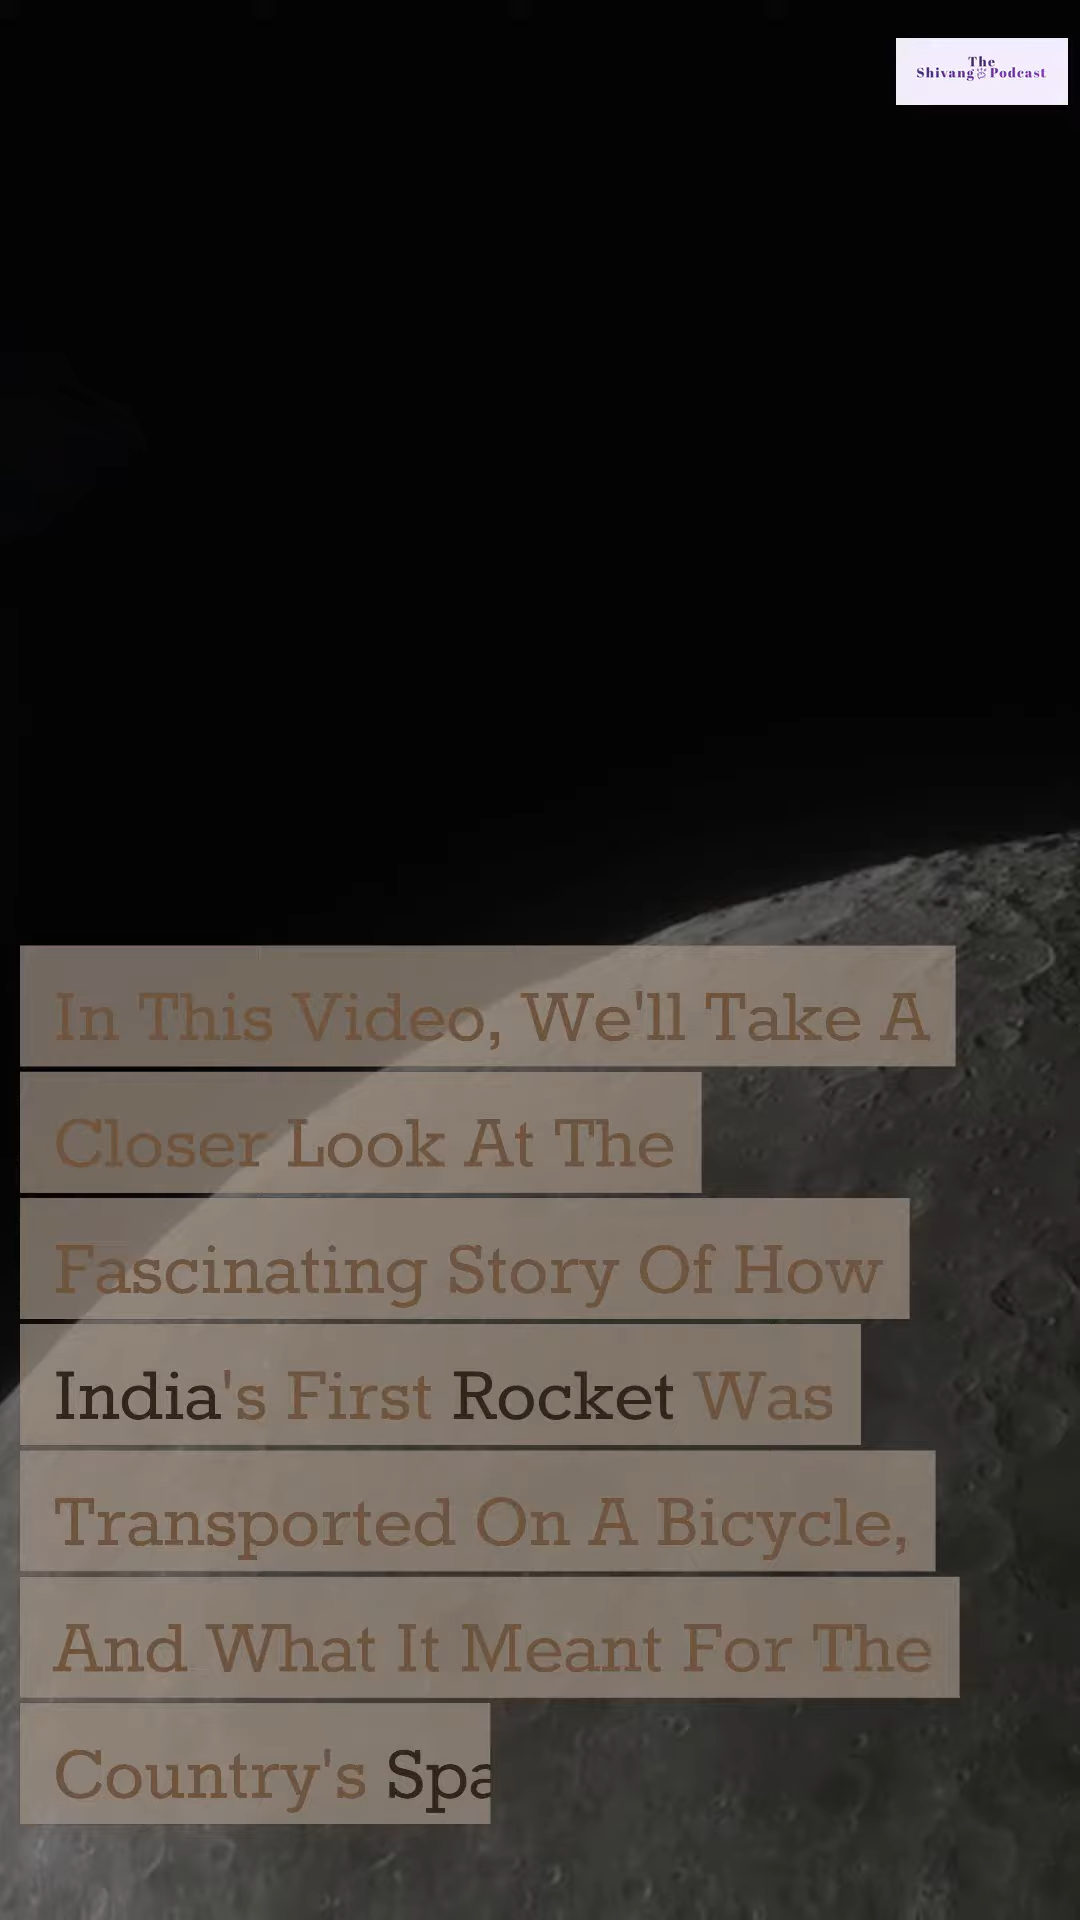 The
Shivang Podcast
In This Video, We'll Take A
Closer Look At The
Fascinating Story Of How
India's First Rocket Was
Transported On A Bicycle,
And What It Meant For The
Country's Spa